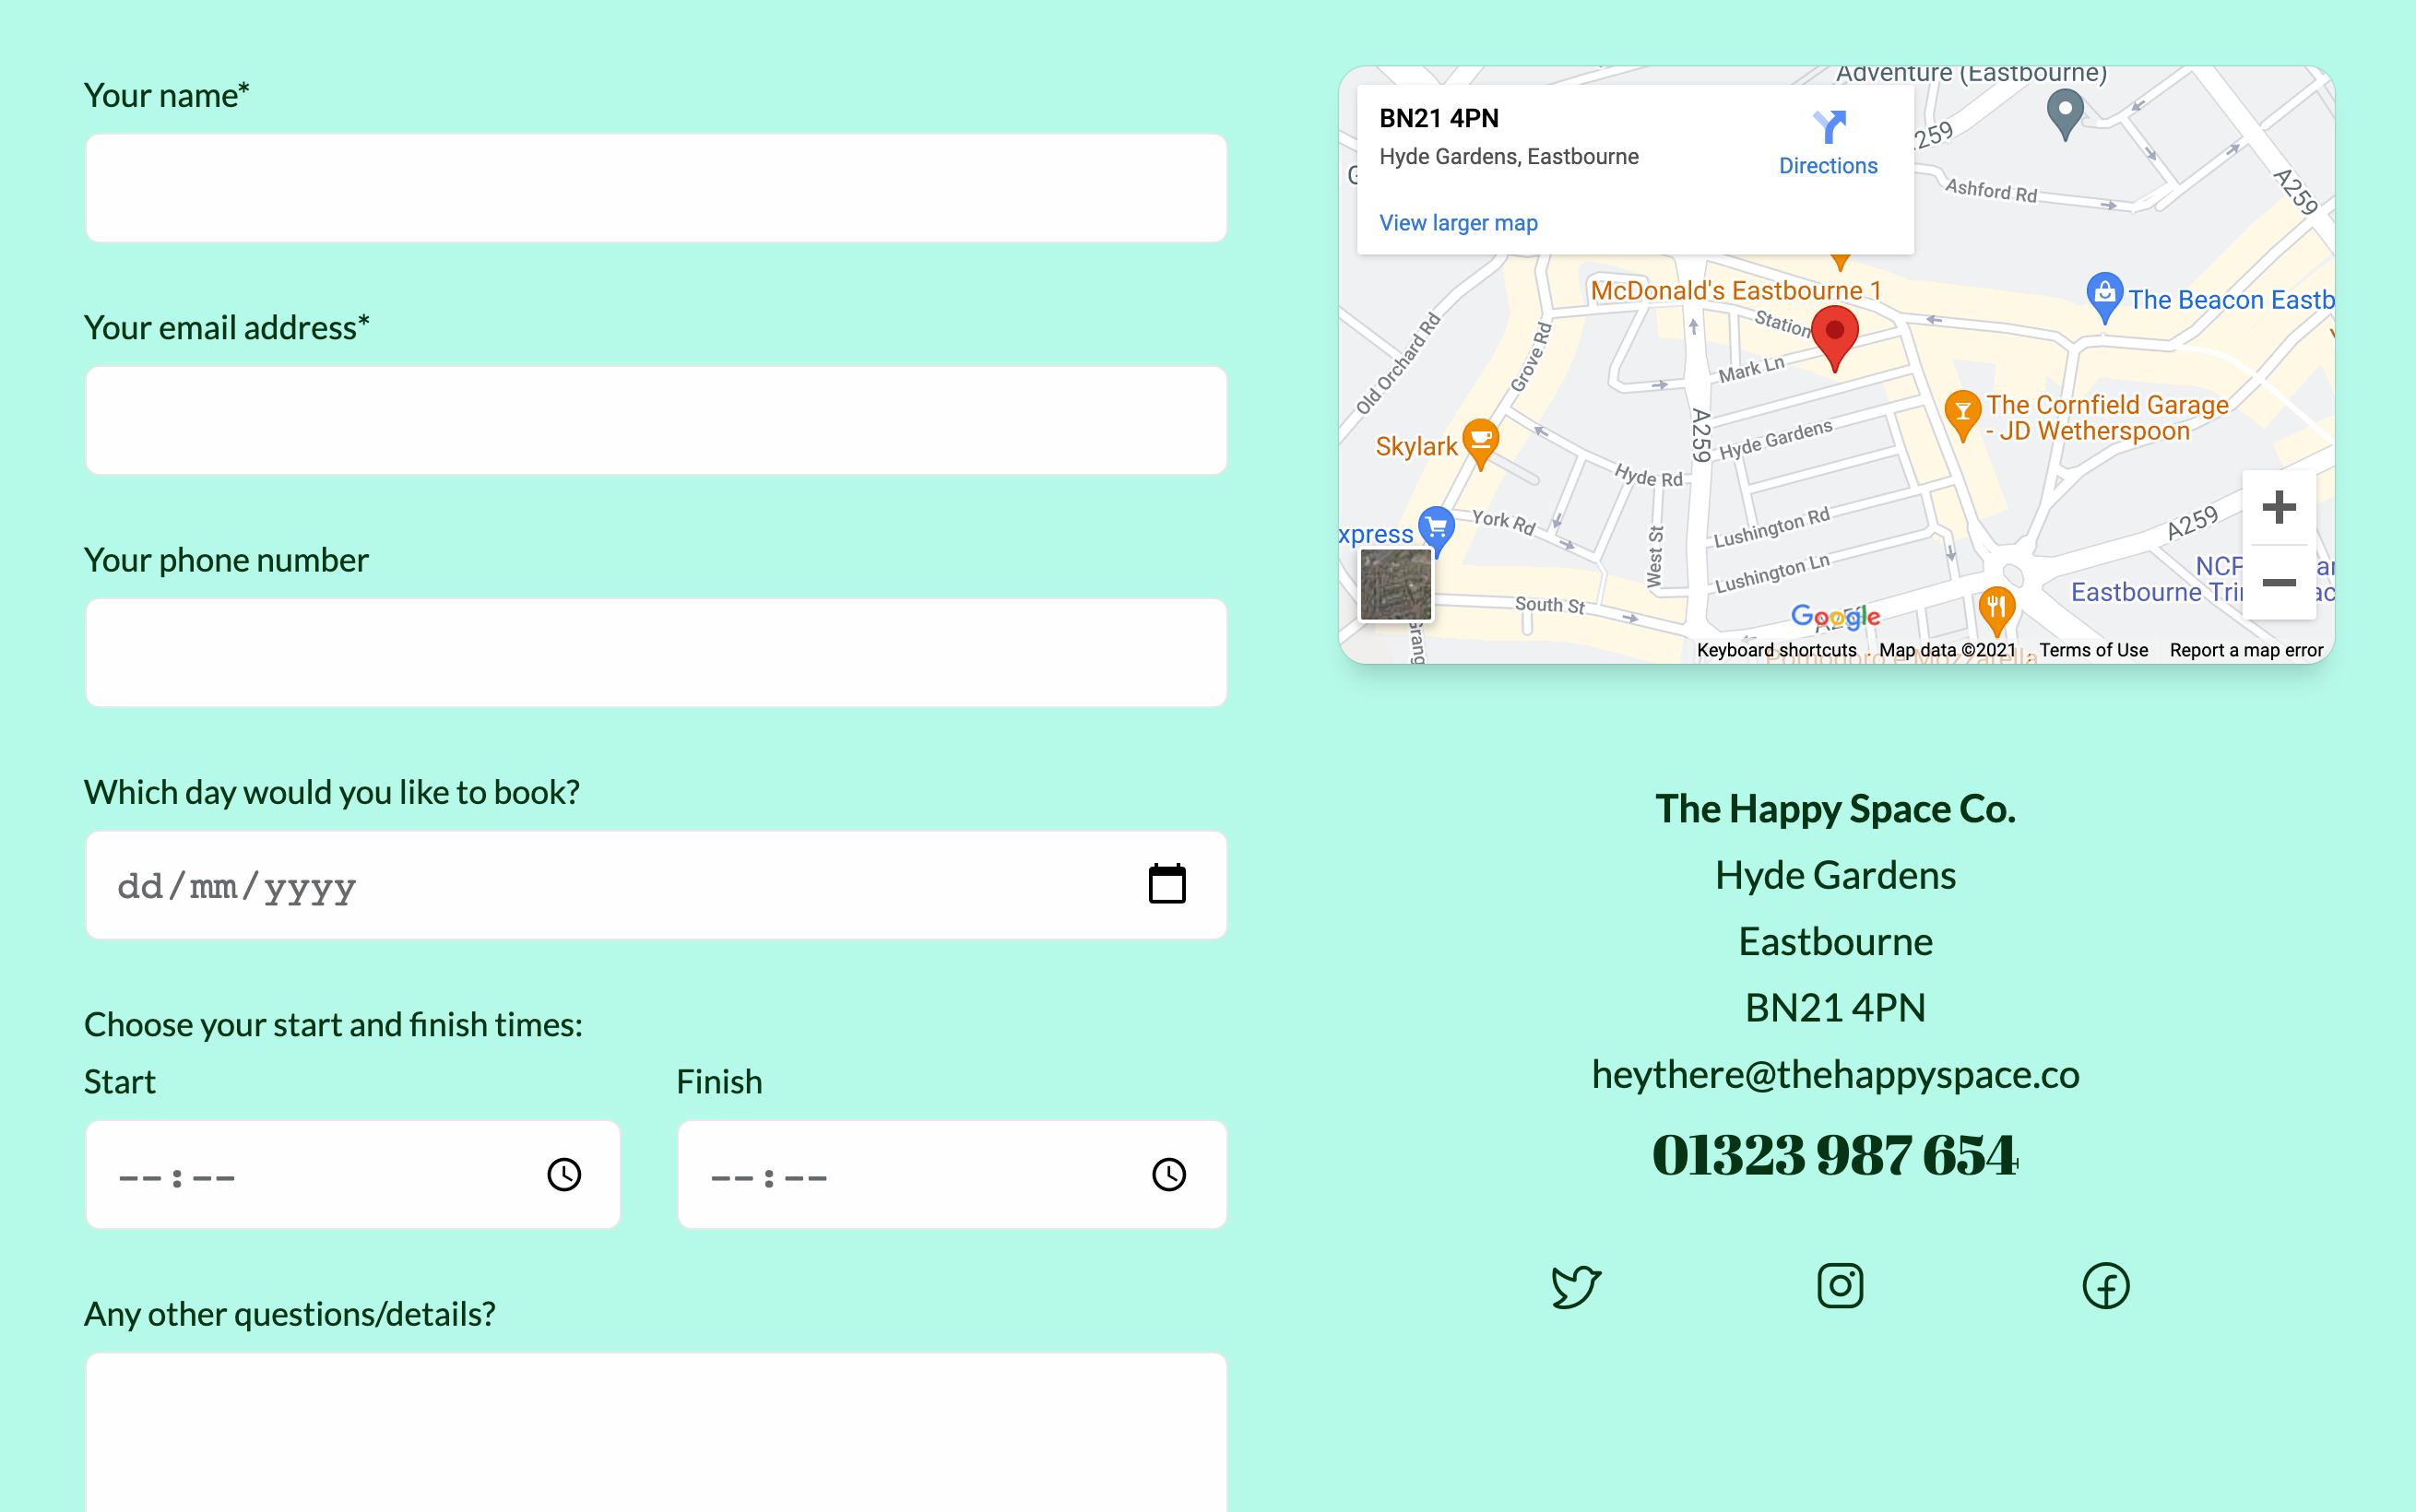 Your name*
Your email address*
Your phone number
Which day would you like to book?
dd/mm/yyyy
Choose your start and finish times:
Start
Finish
--:--
--:--
Any other questions/details?
Adventure (Eastbourne)
BN21 4PN
Hyde Gardens, Eastbourne
Directions
View larger map
A259
Ashford Rd
McDonald's Eastbourne 1
Station
The Beacon Eastb
Old Orchard Rd
Grove Rd
Mark Ln
A259
The Cornfield Garage
- JD Wetherspoon
Skylark
Hyde Gardens
Hyde Rd
York Rd
xpress
West St
Lushington Rd
Lushington Ln
A259
NCP
Eastbourne
South St
Google
Pomodoro e Mozzarella
Keyboard shortcuts
Map data ©2021
Terms of Use
Report a map error
The Happy Space Co.
Hyde Gardens
Eastbourne
BN21 4PN
heythere@thehappyspace.co
01323 987 654